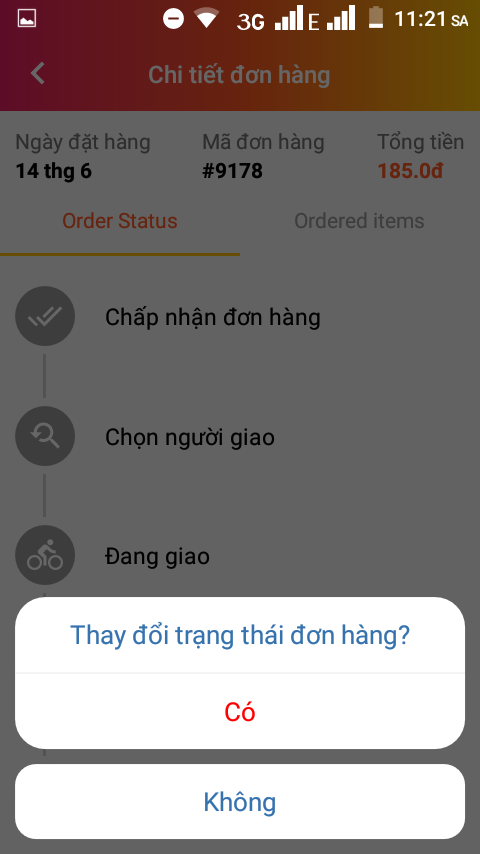 3G E 11:21 SA
Chi tiết đơn hàng
Ngày đặt hàng Mã đơn hàng Tổng tiền
14 thg 6 #9178 185.0đ
Order Status Ordered items
Chấp nhận đơn hàng
Chọn người giao
Đang giao
Thay đổi trạng thái đơn hàng?
Có
Không